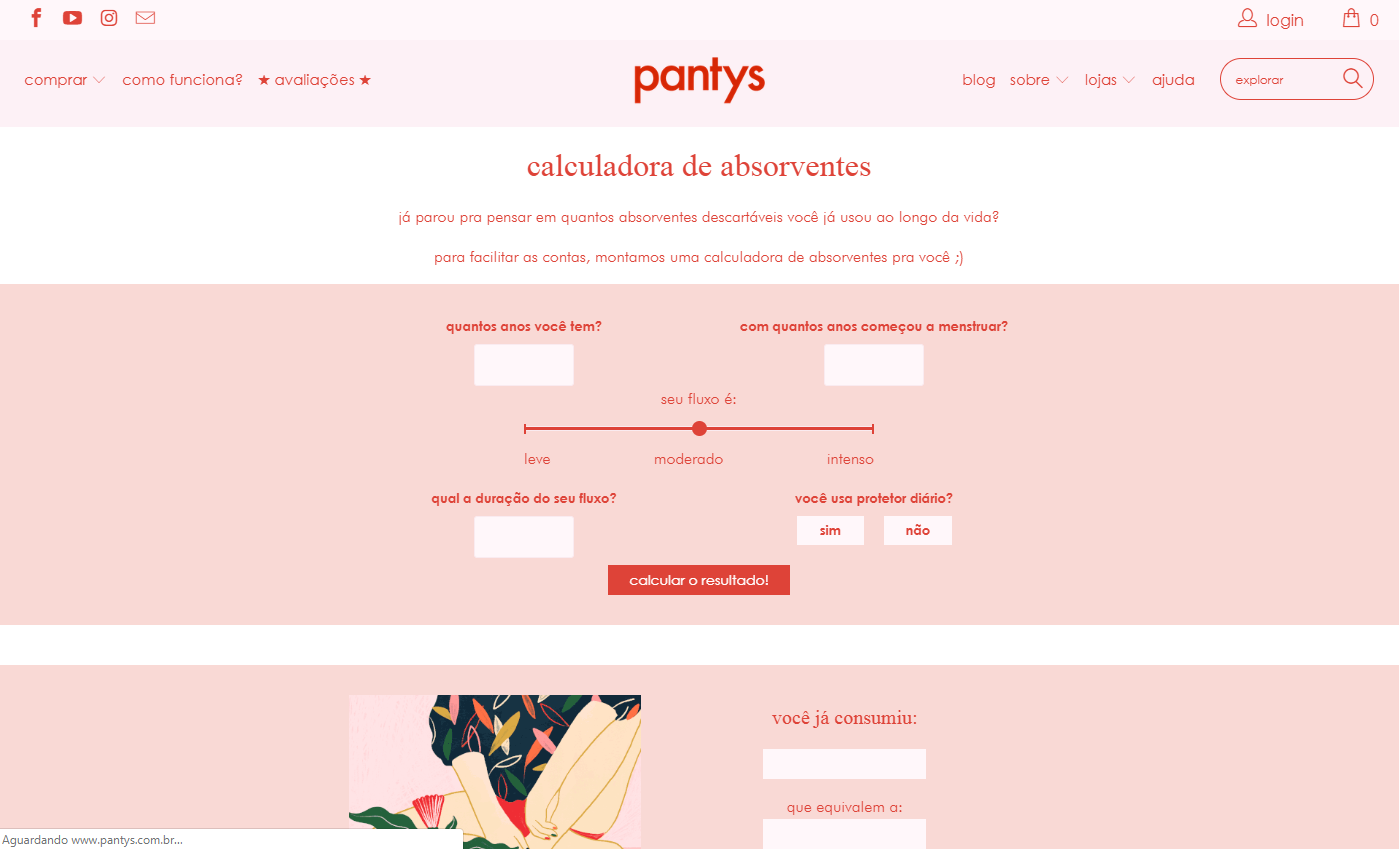 login 0
comprar como funciona? ★ avaliações ★ pantys blog sobre lojas ajuda explorar
calculadora de absorventes
já parou pra pensar em quantos absorventes descartáveis você já usou ao longo da vida?
para facilitar as contas, montamos uma calculadora de absorventes pra você ;)
quantos anos você tem? com quantos anos começou a menstruar?
seu fluxo é:
leve moderado intenso
qual a duração do seu fluxo? você usa protetor diário?
sim não
calcular o resultado!
você já consumiu:
que equivalem a:
Aguardando www.pantys.com.br...